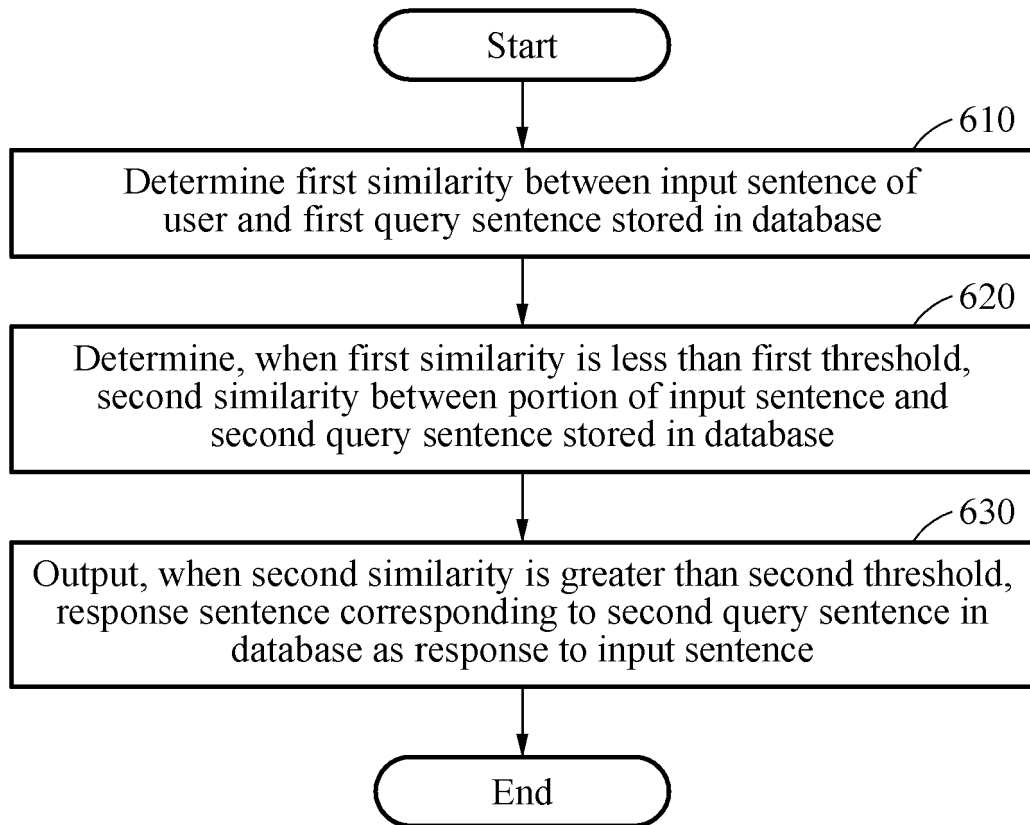 Start
610
Determine first similarity between input sentence of
user and first query sentence stored in database
620
Determine, when first similarity is less than first threshold,
second similarity between portion of input sentence and
second query sentence stored in database
630
Output, when second similarity is greater than second threshold,
response sentence corresponding to second query sentence in
database as response to input sentence
End